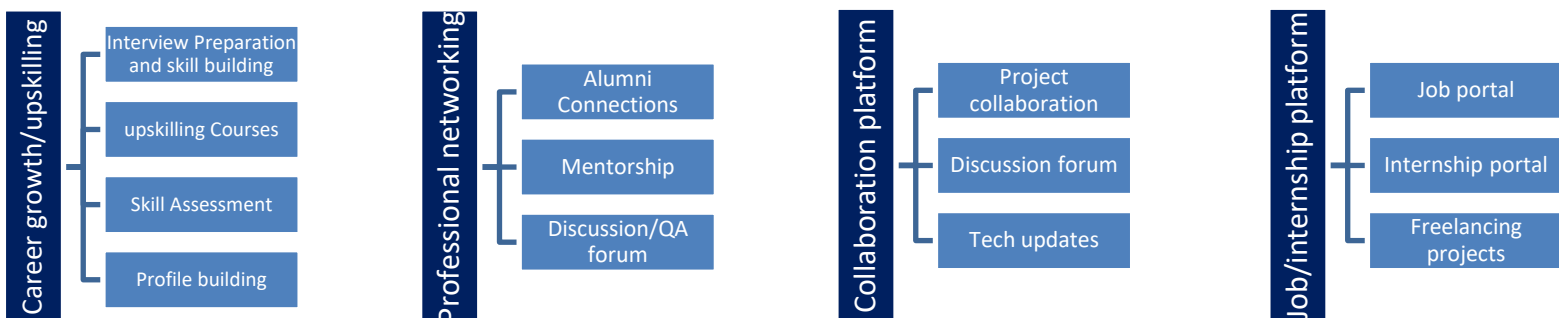 Career growth/upskilling
Interview Preparation
and skill building
upskilling Courses
Skill Assessment
Profile building
Professional networking
Alumni
Connections
Mentorship
Discussion/QA
forum
Collaboration platform
Project
collaboration
Discussion forum
Tech updates
Job/internship platform
Job portal
Internship portal
Freelancing
projects